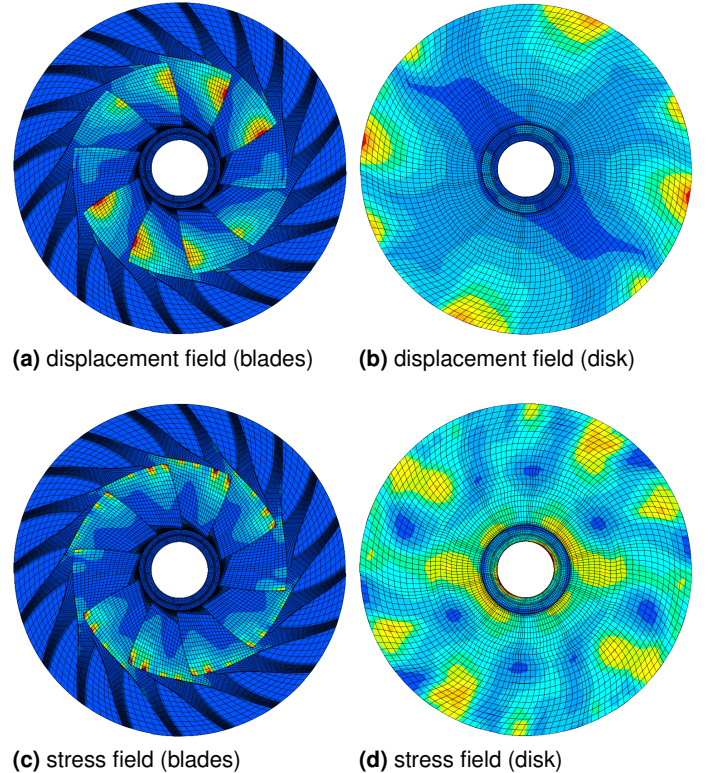 (a) displacement field (blades)
(b) displacement field (disk)
(c) stress field (blades)
(d) stress field (disk)